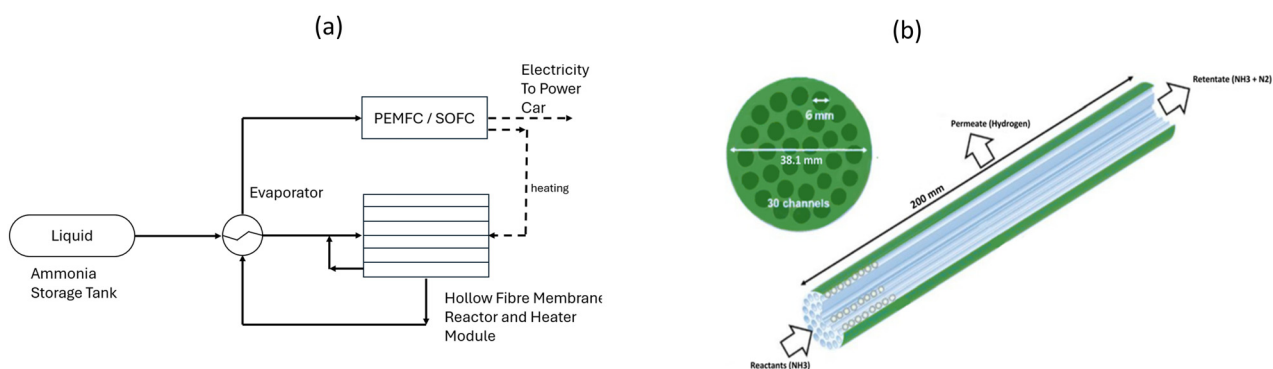 (a)
Electricity
To Power
Car
PEMFC / SOFC
Evaporator
heating
Liquid
Ammonia
Storage Tank
Hollow Fibre Membrane
Reactor and Heater
Module
(b)
6 mm
38.1 mm
30 channels
Retentate (NH3 + N2)
Permeate (Hydrogen)
200 mm
Reactants (NH3)